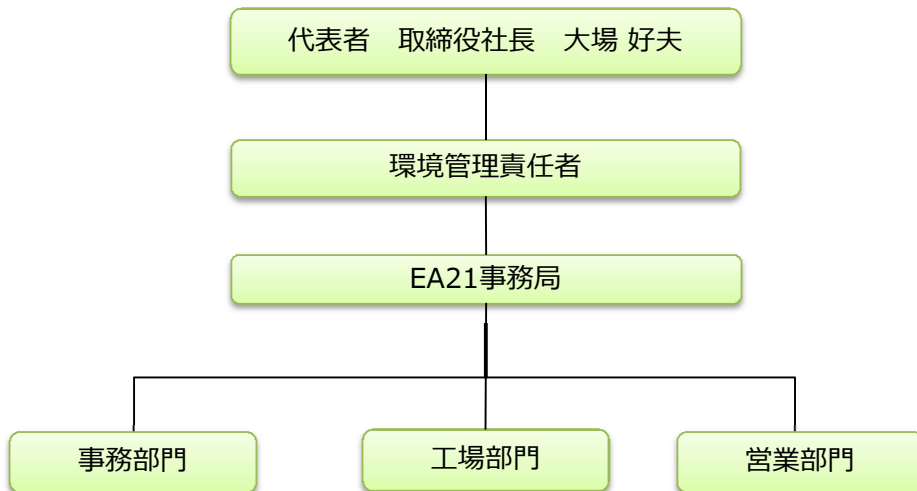 代表者　取締役社長　大場 好夫
環境管理責任者
EA21事務局
事務部門
工場部門
営業部門